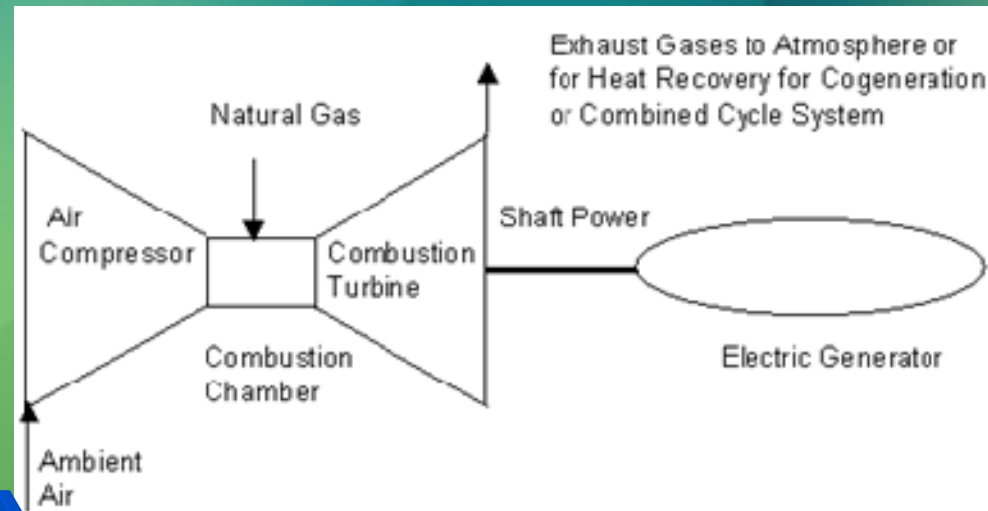 Exhaust Gases to Atmosphere or
for Heat Recovery for Cogeneration
or Combined Cycle System
Natural Gas
Air
Compressor
Combustion
Turbine
Shaft Power
Combustion
Chamber
Electric Generator
Ambient
Air